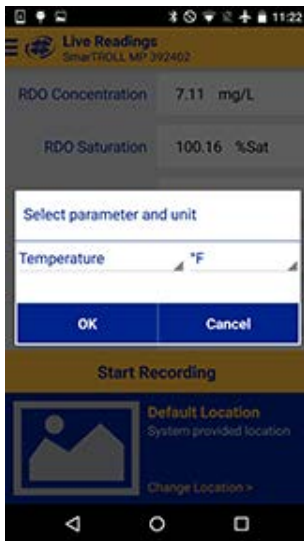 11:22
Live Readings
SmarTROLL MP 392402
RDO Concentration 7.11 mg/L
RDO Saturation 100.16 %Sat
Select parameter and unit
Temperature °F
OK Cancel
Start Recording
Default Location
System provided location
Change Location >